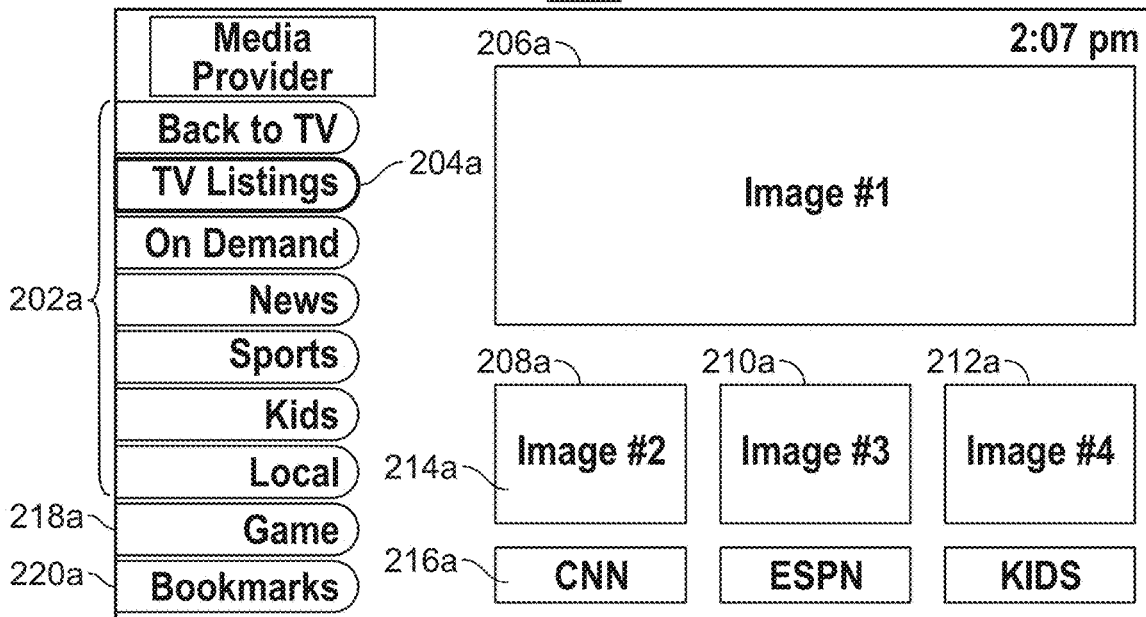 2:07 pm
Media
Provider
206a
Back to TV
TV Listings
204a
Image #1
On Demand
202a
News
Sports
208a
210a
212a
Kids
Image #2
Image #3
Image #4
Local
214a
218a
Game
220a
Bookmarks
216a
CNN
ESPN
KIDS